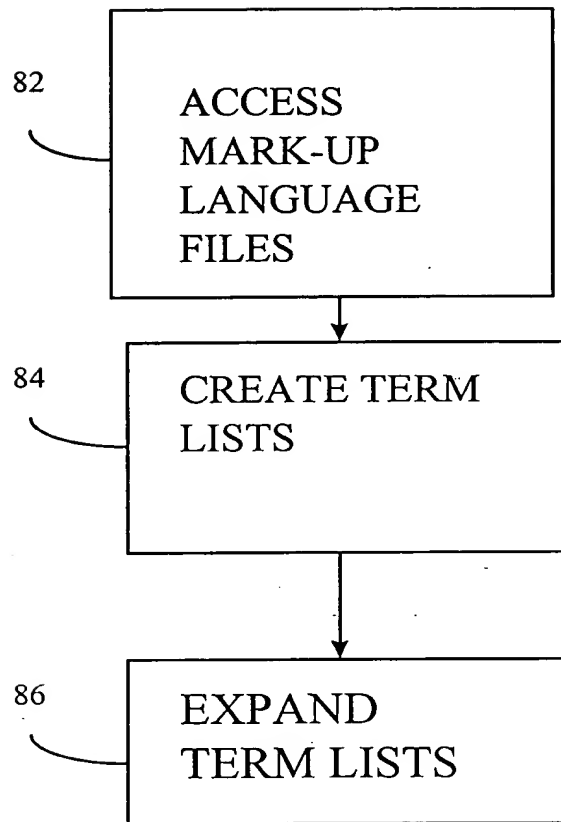 82
ACCESS
MARK-UP
LANGUAGE
FILES
84
CREATE TERM
LISTS
86
EXPAND
TERM LISTS